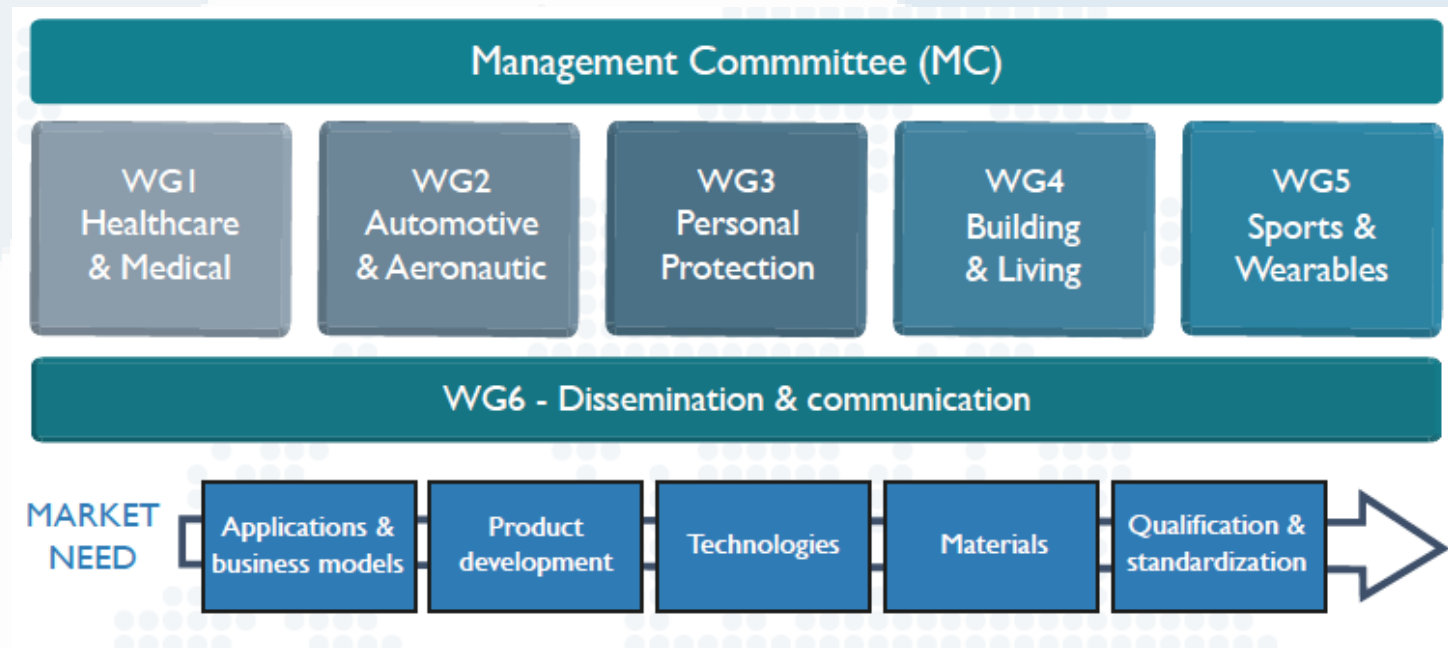 Management Commmittee (MC)
WG1
Healthcare
& Medical
WG2
Automotive
& Aeronautic
WG3
Personal
Protection
WG4
Building
& Living
WG5
Sports &
Wearables
WG6 - Dissemination & communication
MARKET
NEED
Applications &
business models
Product
development
Technologies
Materials
Qualification &
standardization